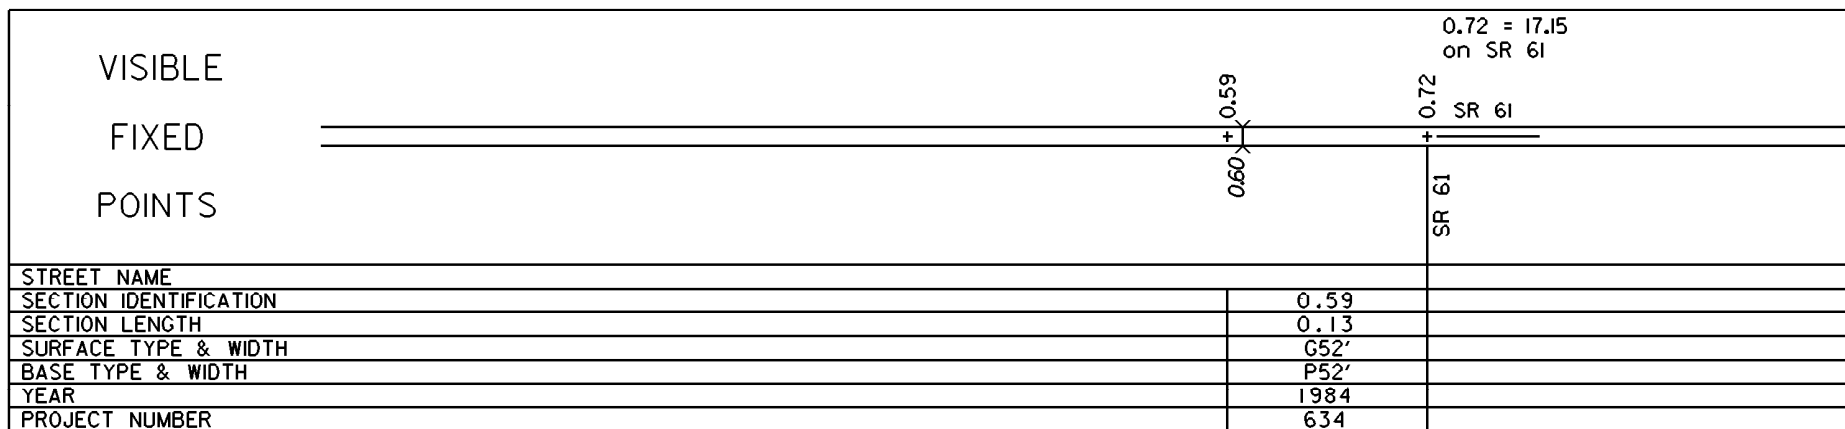 VISIBLE
FIXED
POINTS
0.72 = 17.15
on SR 61
0.59
0.72
SR 61
0.60
SR 61
STREET NAME
SECTION IDENTIFICATION 0.59
SECTION LENGTH 0.13
SURFACE TYPE & WIDTH G52'
BASE TYPE & WIDTH P52'
YEAR 1984
PROJECT NUMBER 634